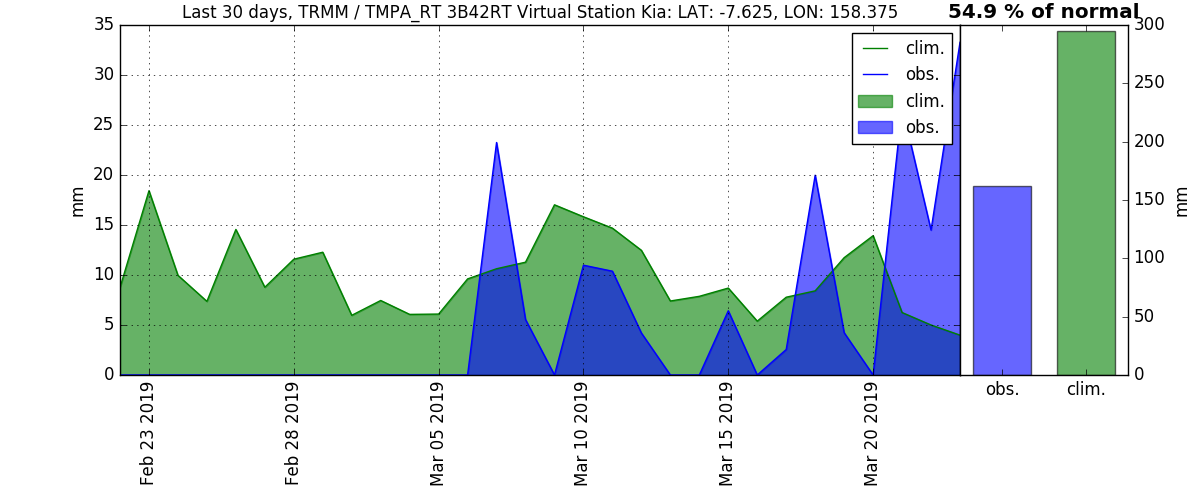 Last 30 days, TRMM / TMPA_RT 3B42RT Virtual Station Kia: LAT: -7.625, LON: 158.375
54.9 % of normal
35
30
25
20
15
10
5
0
mm
clim.
obs.
clim.
obs.
300
250
200
150
100
50
0
mm
obs.
clim.
Feb 23 2019
Feb 28 2019
Mar 05 2019
Mar 10 2019
Mar 15 2019
Mar 20 2019